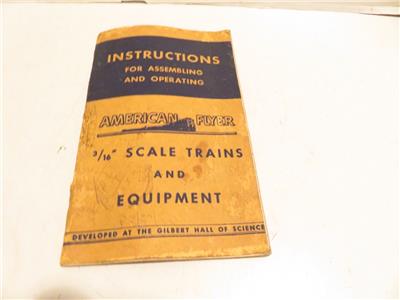 INSTRUCTIONS
FOR ASSEMBLING
AND OPERATING
AMERICAN FLYER
3/16" SCALE TRAINS
AND
EQUIPMENT
DEVELOPED AT THE GILBERT HALL OF SCIENCE